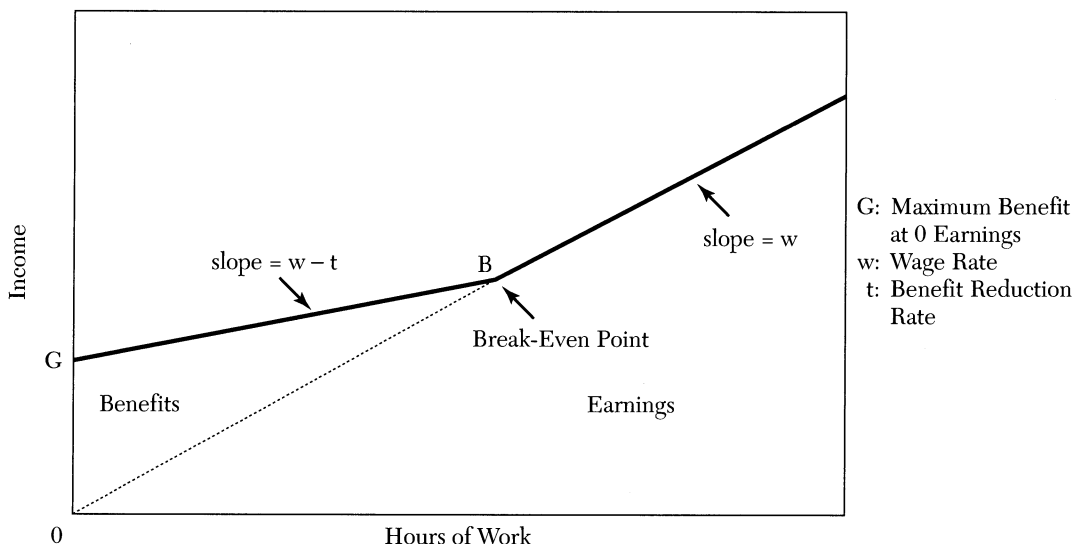 G: Maximum Benefit
at 0 Earnings
w: Wage Rate
t: Benefit Reduction
Rate
slope = w
B
slope = w – t
Income
Break-Even Point
G
Benefits
Earnings
0
Hours of Work